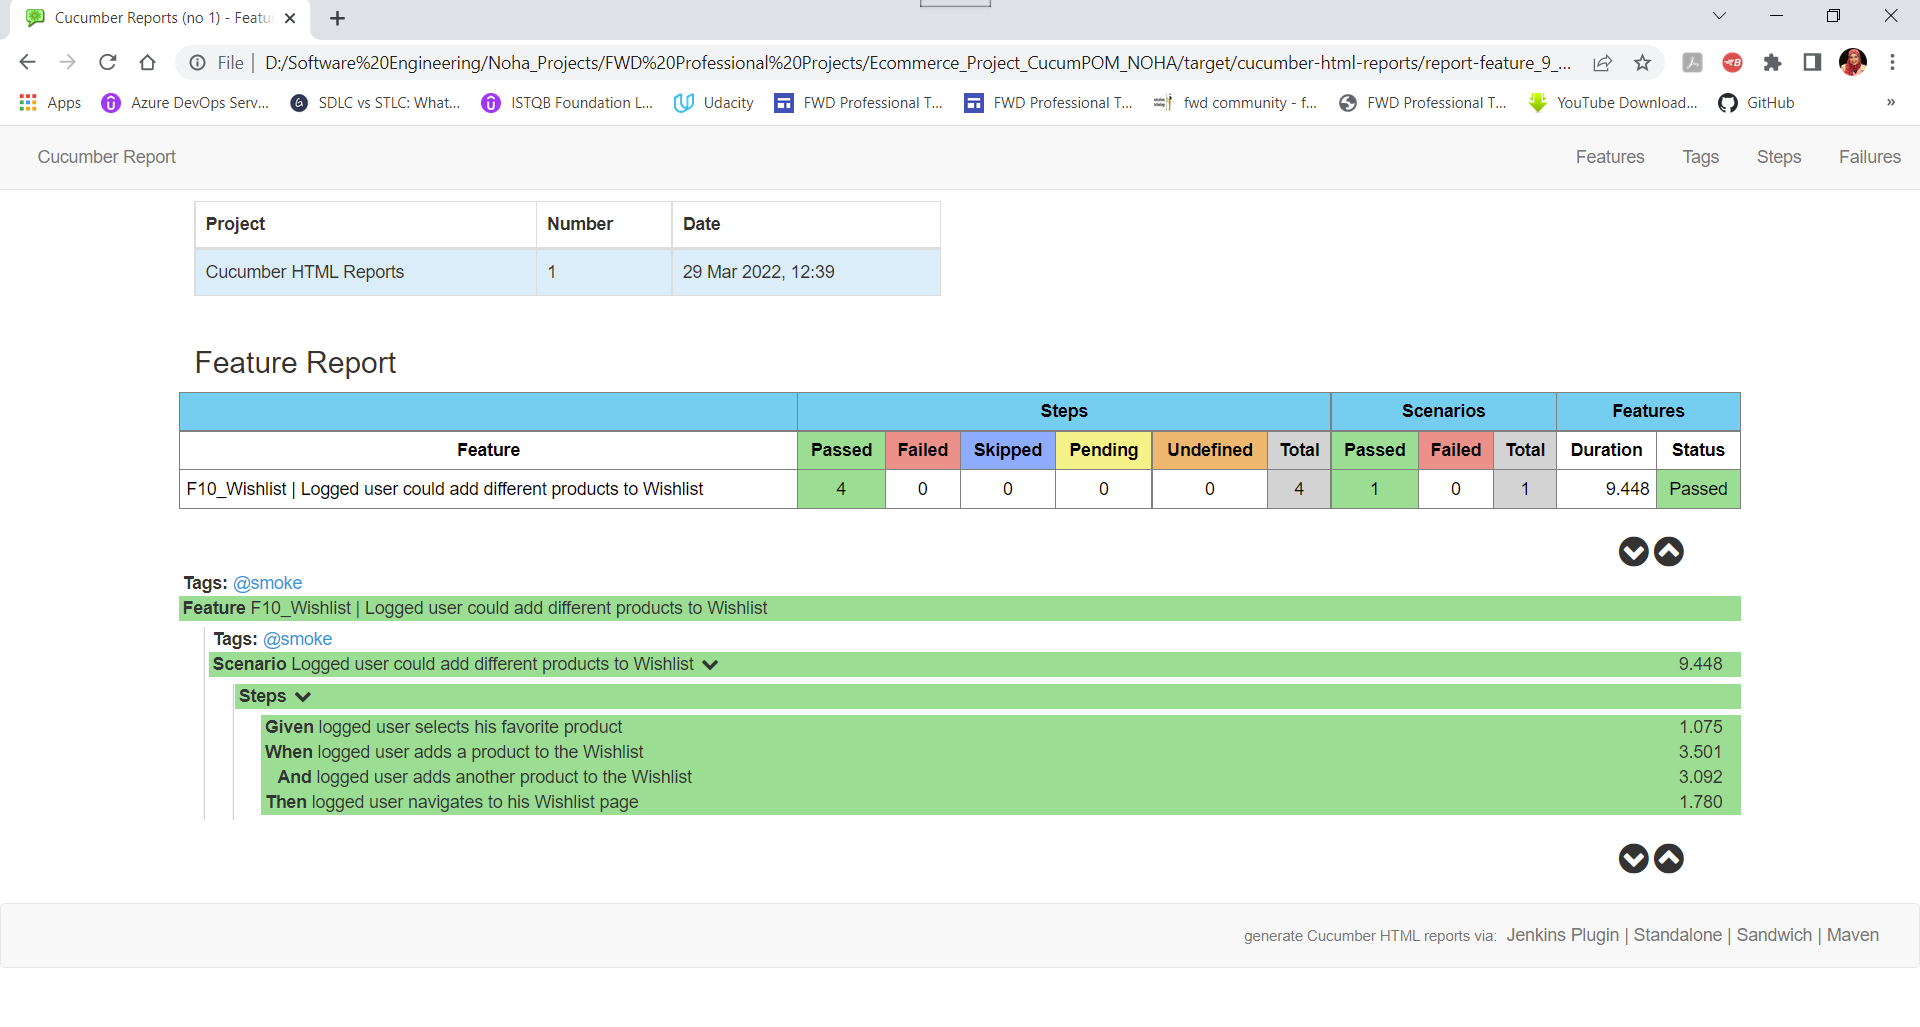 Cucumber Reports (no 1) - Featu
File | D:/Software%20Engineering/Noha_Projects/FWD%20Professional%20Projects/Ecommerce_Project_CucumPOM_NOHA/target/cucumber-html-reports/report-feature_9_...
Apps Azure DevOps Serv... SDLC vs STLC: What... ISTQB Foundation L... Udacity FWD Professional T... FWD Professional T... fwd community - f... FWD Professional T... YouTube Download... GitHub »
Cucumber Report Features Tags Steps Failures
Project Number Date
Cucumber HTML Reports 1 29 Mar 2022, 12:39
Feature Report
Steps Scenarios Features
Feature Passed Failed Skipped Pending Undefined Total Passed Failed Total Duration Status
F10_Wishlist | Logged user could add different products to Wishlist 4 0 0 0 0 4 1 0 1 9.448 Passed
Tags: @smoke
Feature F10_Wishlist | Logged user could add different products to Wishlist
Tags: @smoke
Scenario Logged user could add different products to Wishlist 9.448
Steps
Given logged user selects his favorite product 1.075
When logged user adds a product to the Wishlist 3.501
And logged user adds another product to the Wishlist 3.092
Then logged user navigates to his Wishlist page 1.780
generate Cucumber HTML reports via: Jenkins Plugin | Standalone | Sandwich | Maven